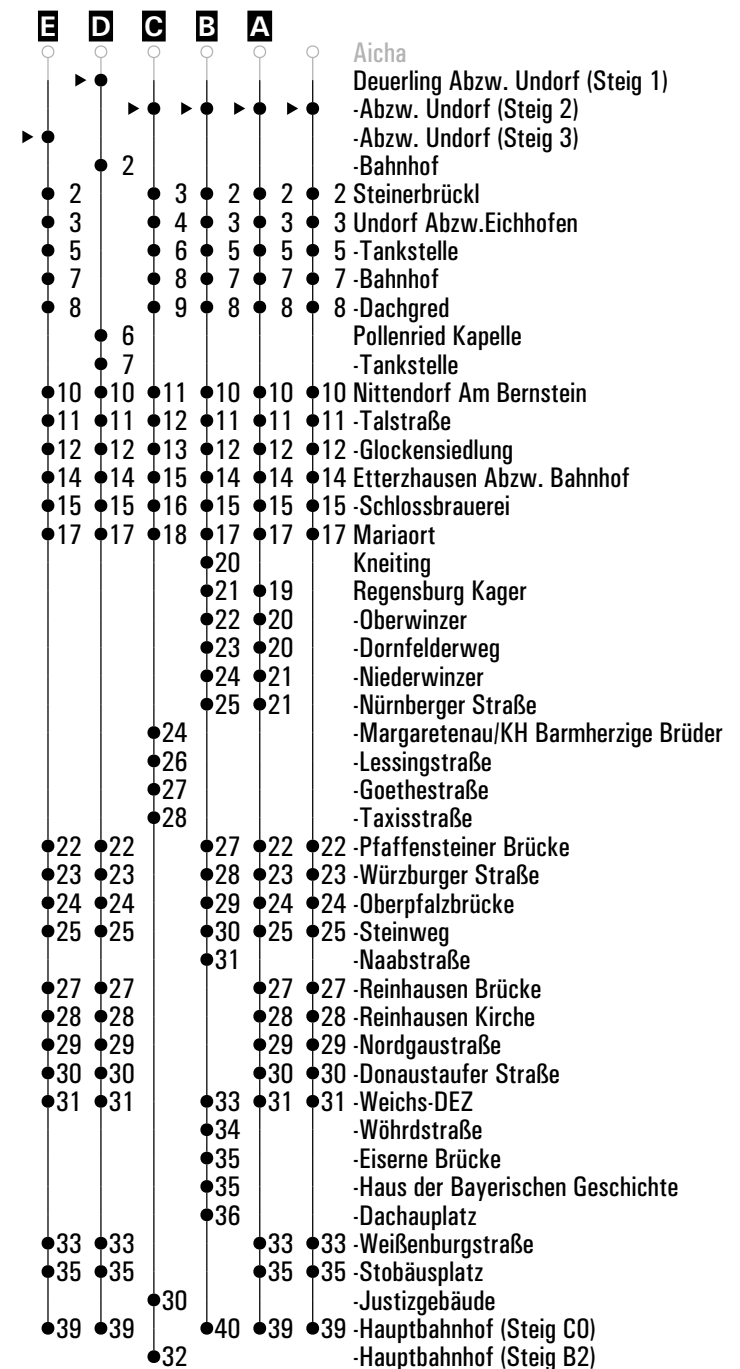 E D C B A
Aicha
Deuerling Abzw. Undorf (Steig 1)
-Abzw. Undorf (Steig 2)
-Abzw. Undorf (Steig 3)
2 -Bahnhof
2 3 2 2 2 Steinerbrückl
3 4 3 3 3 Undorf Abzw.Eichhofen
5 6 5 5 5 -Tankstelle
7 8 7 7 7 -Bahnhof
8 9 8 8 8 -Dachgred
6 Pollenried Kapelle
7 -Tankstelle
10 10 11 10 10 10 Nittendorf Am Bernstein
11 11 12 11 11 11 -Talstraße
12 12 13 12 12 12 -Glockensiedlung
14 14 15 14 14 14 Etterzhausen Abzw. Bahnhof
15 15 16 15 15 15 -Schlossbrauerei
17 17 18 17 17 17 Mariaort
20 Kneiting
21 19 Regensburg Kager
22 20 -Oberwinzer
23 20 -Dornfelderweg
24 21 -Niederwinzer
25 21 -Nürnberger Straße
24 -Margaretenau/KH Barmherzige Brüder
26 -Lessingstraße
27 -Goethestraße
28 -Taxisstraße
22 22 27 22 22 -Pfaffensteiner Brücke
23 23 28 23 23 -Würzburger Straße
24 24 29 24 24 -Oberpfalzbrücke
25 25 30 25 25 -Steinweg
31 -Naabstraße
27 27 27 27 -Reinhausen Brücke
28 28 28 28 -Reinhausen Kirche
29 29 29 29 -Nordgaustraße
30 30 30 30 -Donaustaufer Straße
31 31 33 31 31 -Weichs-DEZ
34 -Wöhrdstraße
35 -Eiserne Brücke
35 -Haus der Bayerischen Geschichte
36 -Dachauplatz
33 33 33 33 -Weißenburgstraße
35 35 35 35 -Stobäusplatz
30 -Justizgebäude
39 39 40 39 39 -Hauptbahnhof (Steig C0)
32 -Hauptbahnhof (Steig B2)